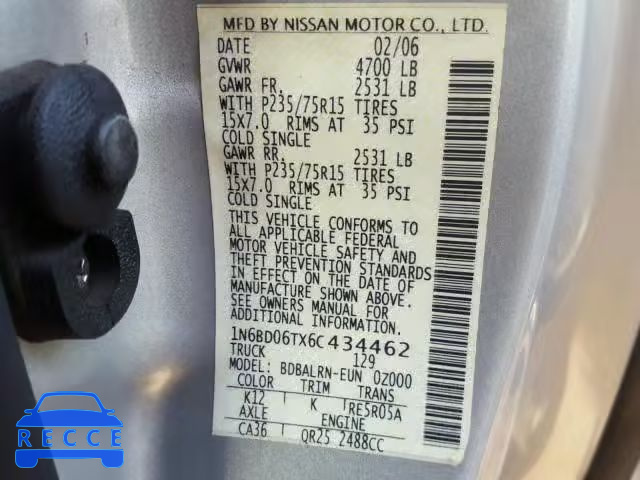 MFD BY NISSAN MOTOR CO., LTD.
DATE 02/06
GVWR 4700 LB
GAWR FR. 2531 LB
WITH P235/75R15 TIRES
15X7.0 RIMS AT 35 PSI
COLD SINGLE
GAWR RR. 2531 LB
WITH P235/75R15 TIRES
15X7.0 RIMS AT 35 PSI
COLD SINGLE
THIS VEHICLE CONFORMS TO
ALL APPLICABLE FEDERAL
MOTOR VEHICLE SAFETY AND
THEFT PREVENTION STANDARDS
IN EFFECT ON THE DATE OF
MANUFACTURE SHOWN ABOVE.
SEE OWNERS MANUAL FOR
ADDITIONAL INFORMATION
1N6BD06TX6C434462
TRUCK 129
MODEL: BDBALRN-EUN 0Z000
COLOR TRIM TRANS
K12 K RE5R05A
AXLE ENGINE
CA36 QR25 2488CC
RECCE